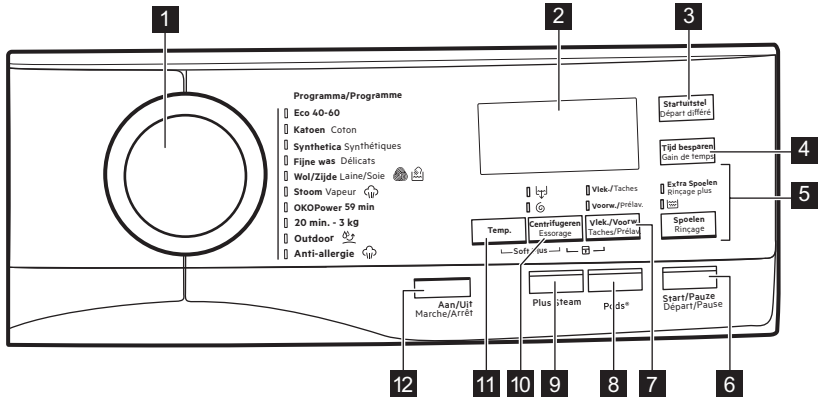 1
2
3
Programma/Programme
Eco 40-60
Katoen Coton
Synthetica Synthétiques
Fijne was Délicats
Wol/Zijde Laine/Soie
Stoom Vapeur
OKOPower 59 min
20 min. - 3 kg
Outdoor
Anti-allergie
Startuitstel
Départ différé
Tijd besparen
Gain de temps
4
Vlek./Taches
Voorw./Prélav.
Extra Spoelen
Rinçage plus
5
Temp.
Centrifugeren
Essorage
Vlek./Voorw.
Taches/Prélav.
Spoelen
Rinçage
Soft Plus
Aan/Uit
Marche/Arrêt
Plus Steam
Pods®
Start/Pauze
Départ/Pause
12
11
10
9
8
7
6